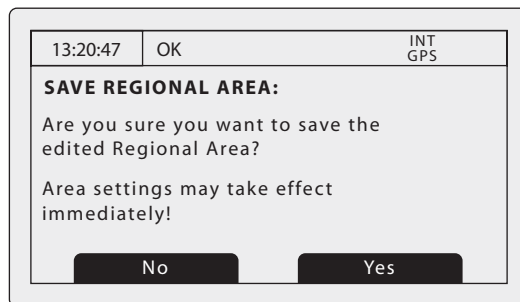 13:20:47 OK INT
GPS
SAVE REGIONAL AREA:
Are you sure you want to save the
edited Regional Area?
Area settings may take effect
immediately!
No Yes